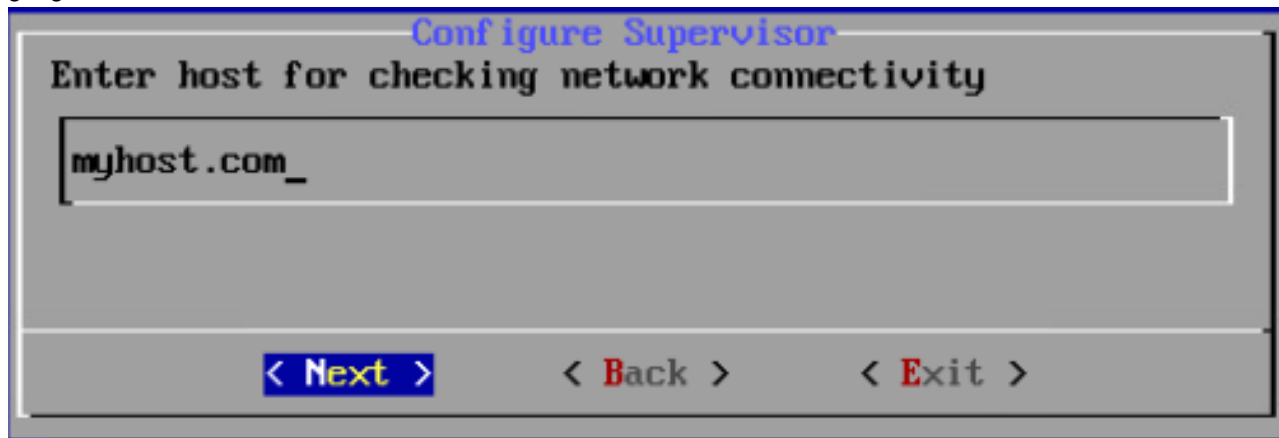 Configure Supervisor
Enter host for checking network connectivity
myhost.com_
< Next > < Back > < Exit >